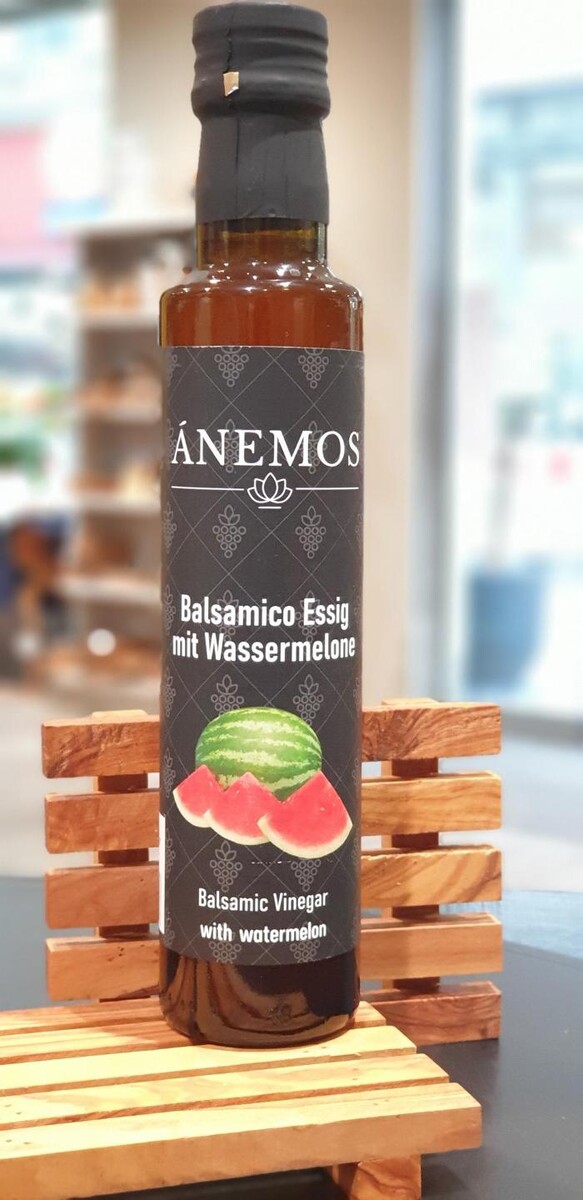 ÁNEMOS
Balsamico Essig
mit Wassermelone
Balsamic Vinegar
with watermelon